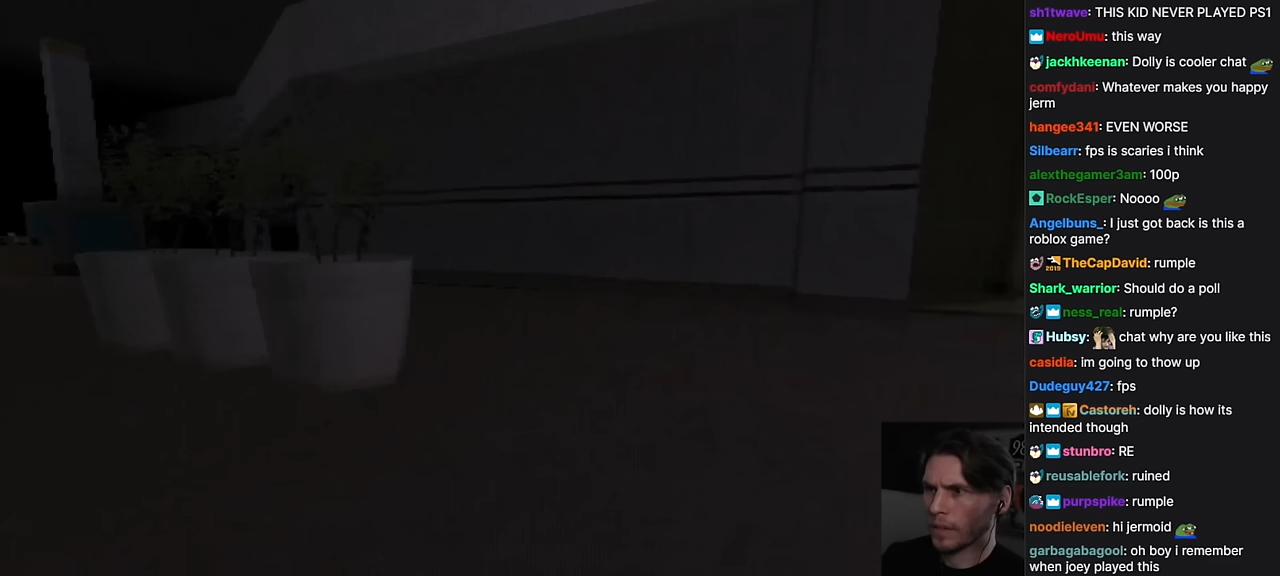 sh1twave: THIS KID NEVER PLAYED PS1
NeroUmu: this way
jackhkeenan: Dolly is cooler chat
comfydani: Whatever makes you happy
jerm
hangee341: EVEN WORSE
Silbearr: fps is scaries i think
alexthegamer3am: 100p
RockEsper: Noooo
Angelbuns_: I just got back is this a
roblox game?
2019 TheCapDavid: rumple
Shark_warrior: Should do a poll
ness_real: rumple?
Hubsy: chat why are you like this
casidia: im going to thow up
Dudeguy427: fps
Castoreh: dolly is how its
intended though
stunbro: RE
reusablefork: ruined
purpspike: rumple
noodieleven: hi jermoid
garbagabagool: oh boy i remember
when joey played this